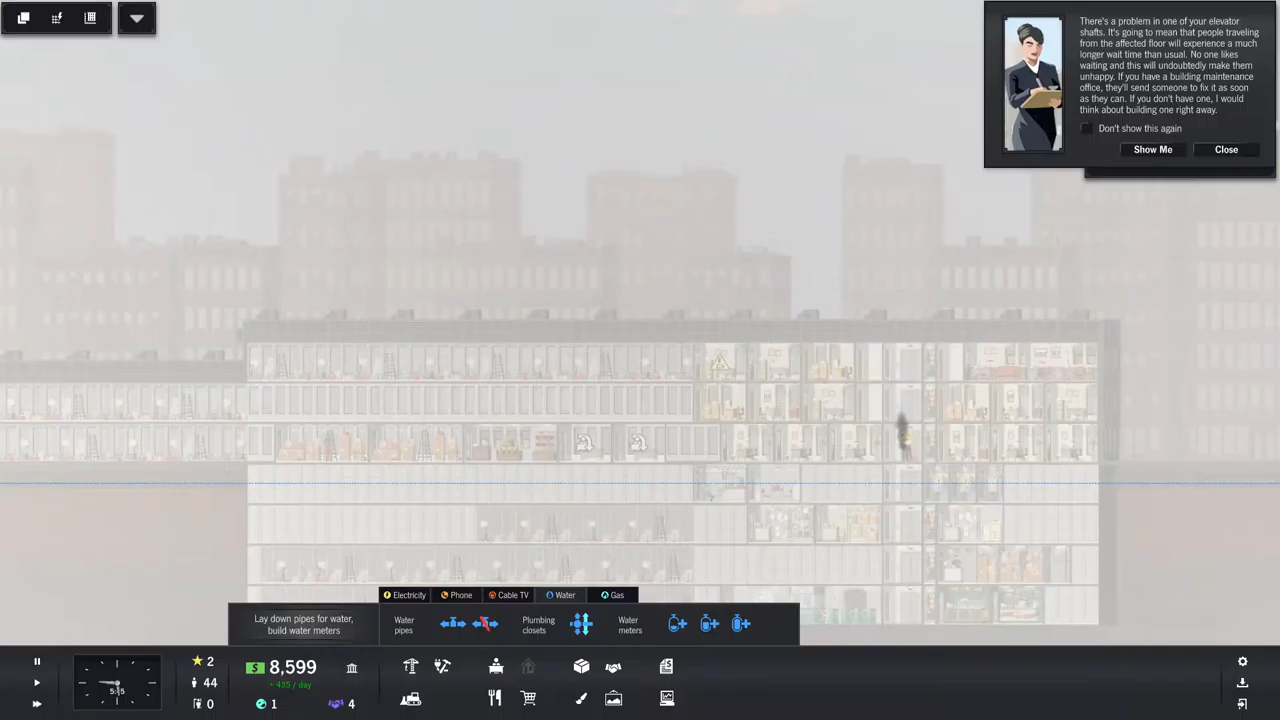 There's a problem in one of your elevator
shafts. It's going to mean that people traveling
from the affected floor will experience a much
longer wait time than usual. No one likes
waiting and this will undoubtedly make them
unhappy. If you have a building maintenance
office, they'll send someone to fix it as soon
as they can. If you don't have one, I would
think about building one right away.
Don't show this again
Show Me Close
Electricity Phone Cable TV Water Gas
Lay down pipes for water,
build water meters
Water
pipes
Plumbing
closets
Water
meters
2
44
0
$ 8,599
+ 435 / day
1 4